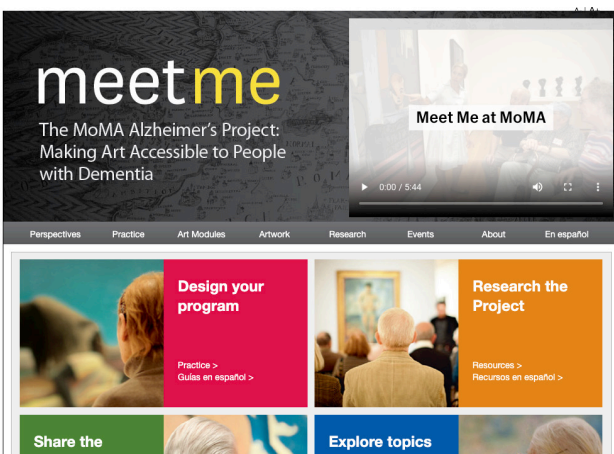 meetme
The MoMA Alzheimer's Project:
Making Art Accessible to People
with Dementia
Meet Me at MoMA
0:00 / 5:44
Perspectives Practice Art Modules Artwork Research Events About En español
Design your
program
Practice >
Guías en español >
Research the
Project
Resources >
Recursos en español >
Share the
Explore topics